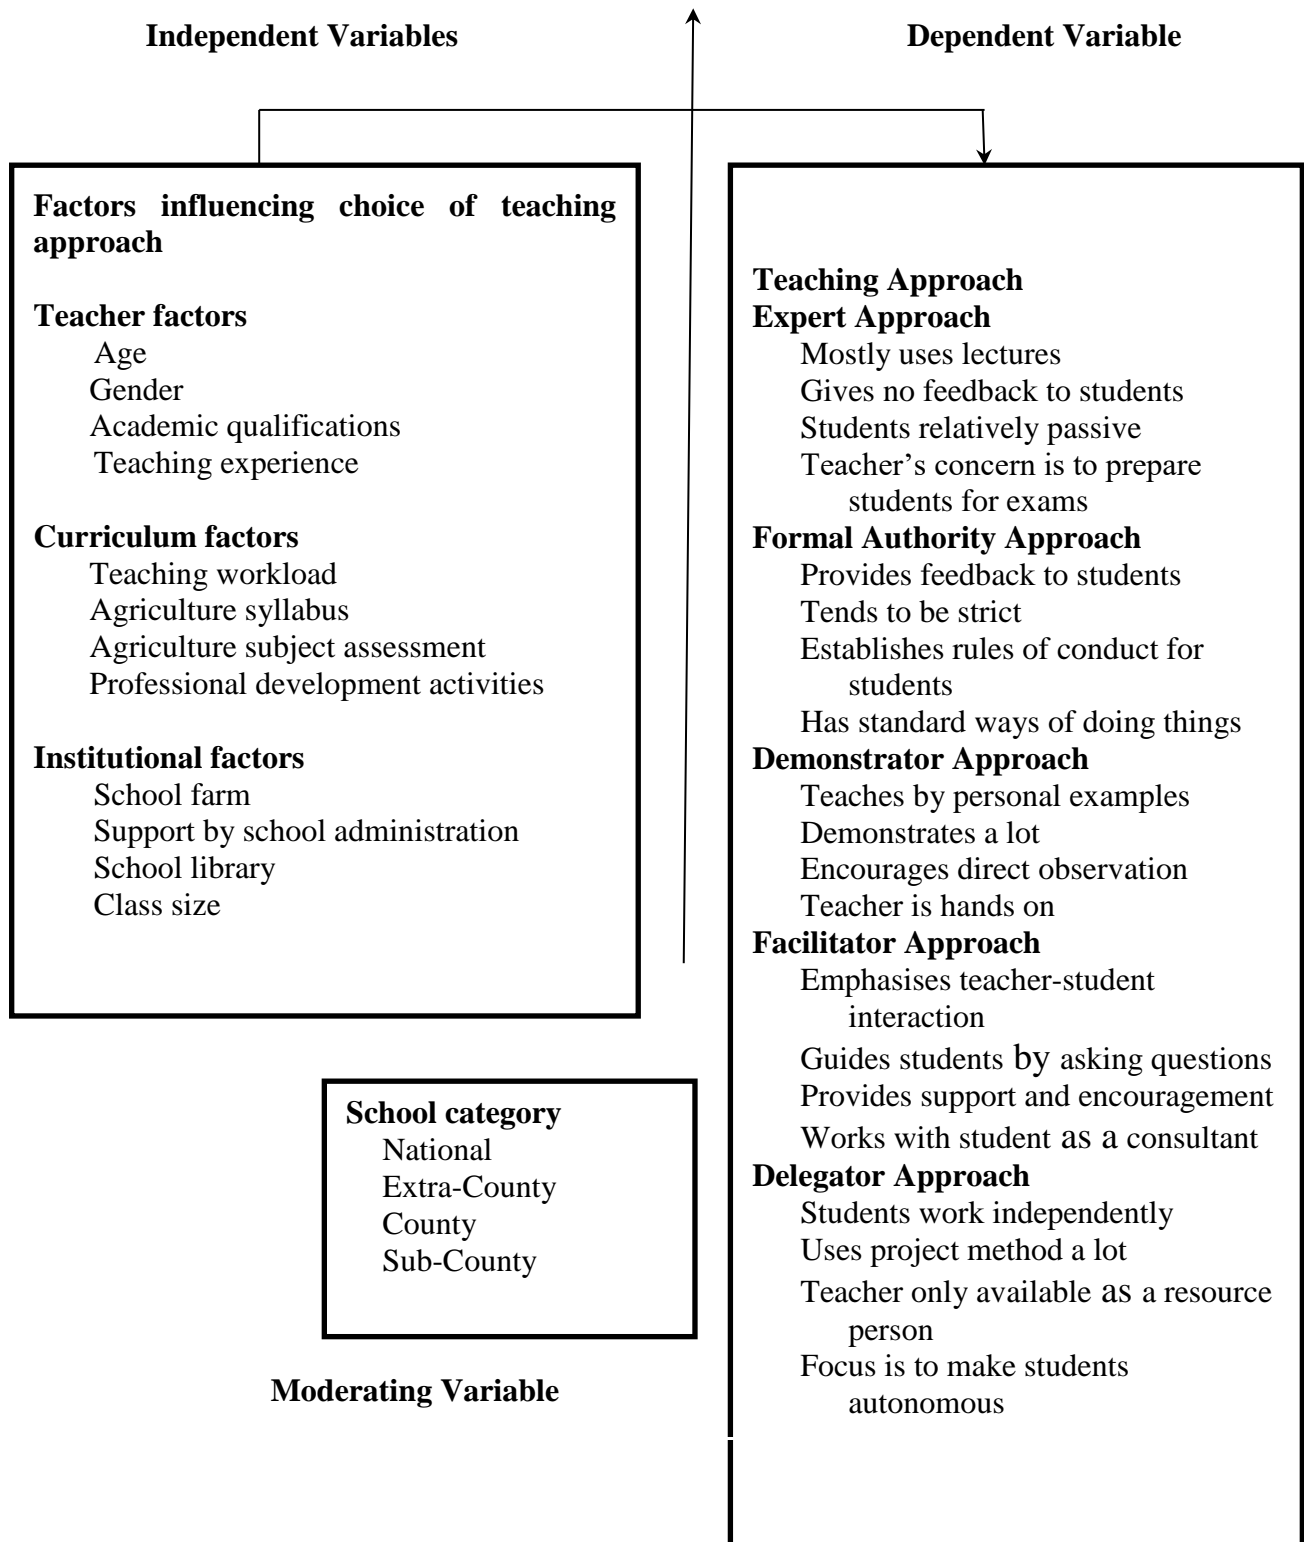 Independent Variables
Dependent Variable
Factors influencing choice of teaching
approach
Teacher factors
Age
Gender
Academic qualifications
Teaching experience
Curriculum factors
Teaching workload
Agriculture syllabus
Agriculture subject assessment
Professional development activities
Institutional factors
School farm
Support by school administration
School library
Class size
School category
National
Extra-County
County
Sub-County
Moderating Variable
Teaching Approach
Expert Approach
Mostly uses lectures
Gives no feedback to students
Students relatively passive
Teacher’s concern is to prepare
students for exams
Formal Authority Approach
Provides feedback to students
Tends to be strict
Establishes rules of conduct for
students
Has standard ways of doing things
Demonstrator Approach
Teaches by personal examples
Demonstrates a lot
Encourages direct observation
Teacher is hands on
Facilitator Approach
Emphasises teacher-student
interaction
Guides students by asking questions
Provides support and encouragement
Works with student as a consultant
Delegator Approach
Students work independently
Uses project method a lot
Teacher only available as a resource
person
Focus is to make students
autonomous